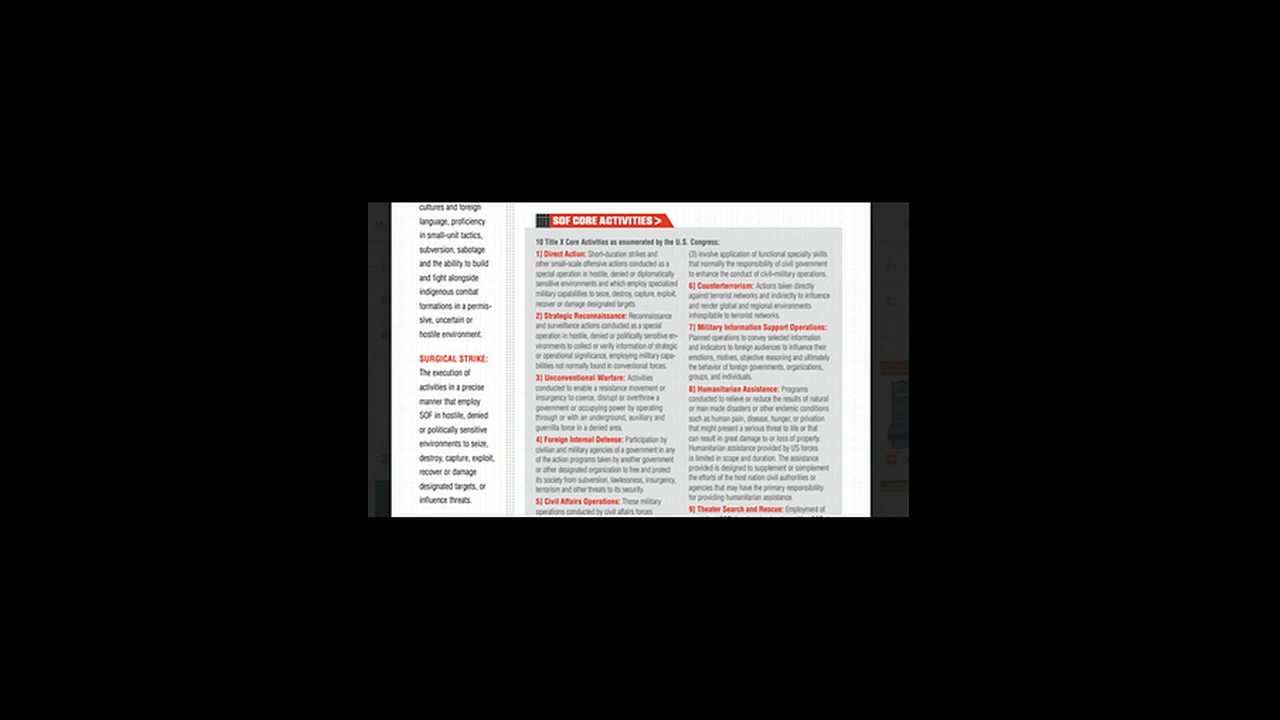 cultures and foreign
language, proficiency
in small-unit tactics,
subversion, sabotage
and the ability to build
and fight alongside
indigenous combat
formations in a permis-
sive, uncertain or
hostile environment.
SURGICAL STRIKE:
The execution of
activities in a precise
manner that employ
SOF in hostile, denied
or politically sensitive
environments to seize,
destroy, capture, exploit,
recover or damage
designated targets, or
influence threats.
SOF CORE ACTIVITIES>
10 Title X Core Activities as enumerated by the U.S. Congress:
1] Direct Action: Short-duration strikes and
other small-scale offensive actions conducted as a
special operation in hostile, denied or diplomatically
sensitive environments and which employ specialized
military capabilities to seize, destroy, capture, exploit,
recover or damage designated targets.
2] Strategic Reconnaissance: Reconnaissance
and surveillance actions conducted as a special
operation in hostile, denied or politically sensitive en-
vironments to collect or verify information of strategic
or operational significance, employing military capa-
bilities not normally found in conventional forces.
3] Unconventional Warfare: Activities
conducted to enable a resistance movement or
insurgency to coerce, disrupt or overthrow a
government or occupying power by operating
through or with an underground, auxiliary and
guerrilla force in a denied area.
4] Foreign Internal Defense: Participation by
civilian and military agencies of a government in any
of the action programs taken by another government
or other designated organization to free and protect
its society from subversion, lawlessness, insurgency,
terrorism and other threats to its security.
5] Civil Affairs Operations: Those military
operations conducted by civil affairs forces
(3) involve application of functional specialty skills
that normally the responsibility of civil government
to enhance the conduct of civil-military operations.
6] Counterterrorism: Actions taken directly
against terrorist networks and indirectly to influence
and render global and regional environments
inhospitable to terrorist networks.
7] Military Information Support Operations:
Planned operations to convey selected information
and indicators to foreign audiences to influence their
emotions, motives, objective reasoning and ultimately
the behavior of foreign governments, organizations,
groups, and individuals.
8] Humanitarian Assistance: Programs
conducted to relieve or reduce the results of natural
or man made disasters or other endemic conditions
such as human pain, disease, hunger, or privation
that might present a serious threat to life or that
can result in great damage to or loss of property.
Humanitarian assistance provided by US forces
is limited in scope and duration. The assistance
provided is designed to supplement or complement
the efforts of the host nation civil authorities or
agencies that may have the primary responsibility
for providing humanitarian assistance.
9] Theater Search and Rescue: Employment of